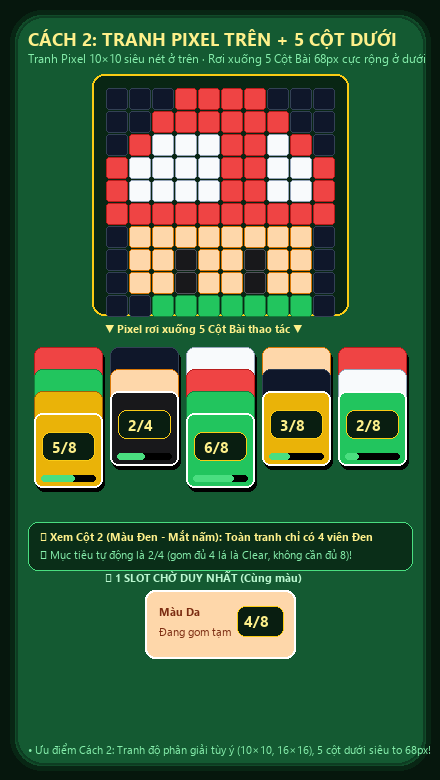 CÁCH 2: TRANH PIXEL TRÊN + 5 CỘT DƯỚI
Tranh Pixel 10×10 siêu nét ở trên · Rơi xuống 5 Cột Bài 68px cực rộng ở dưới
▼ Pixel rơi xuống 5 Cột Bài thao tác ▼
5/8
2/4
6/8
3/8
2/8
Xem Cột 2 (Màu Đen - Mắt nấm): Toàn tranh chỉ có 4 viên Đen
Mục tiêu tự động là 2/4 (gom đủ 4 lá là Clear, không cần đủ 8)!
1 SLOT CHỜ DUY NHẤT (Cùng màu)
Màu Da
Đang gom tạm
4/8
• Ưu điểm Cách 2: Tranh độ phân giải tùy ý (10×10, 16×16), 5 cột dưới siêu to 68px!